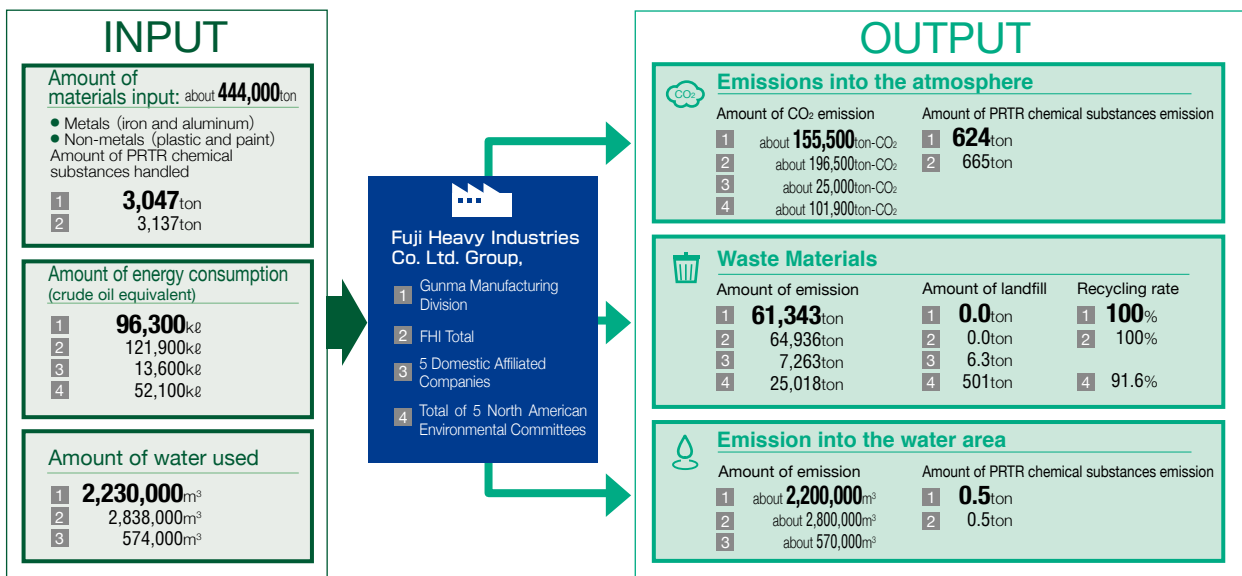 INPUT
Amount of
materials input: about 444,000ton
● Metals (iron and aluminum)
● Non-metals (plastic and paint)
Amount of PRTR chemical
substances handled
1 3,047ton
2 3,137ton
Amount of energy consumption
(crude oil equivalent)
1 96,300kℓ
2 121,900kℓ
3 13,600kℓ
4 52,100kℓ
Amount of water used
1 2,230,000m³
2 2,838,000m³
3 574,000m³
Fuji Heavy Industries
Co. Ltd. Group,
1 Gunma Manufacturing
Division
2 FHI Total
3 5 Domestic Affiliated
Companies
4 Total of 5 North American
Environmental Committees
OUTPUT
CO₂
Emissions into the atmosphere
Amount of CO₂ emission
1 about 155,500ton-CO₂
2 about 196,500ton-CO₂
3 about 25,000ton-CO₂
4 about 101,900ton-CO₂
Amount of PRTR chemical substances emission
1 624ton
2 665ton
Waste Materials
Amount of emission
1 61,343ton
2 64,936ton
3 7,263ton
4 25,018ton
Amount of landfill
1 0.0ton
2 0.0ton
3 6.3ton
4 501ton
Recycling rate
1 100%
2 100%
4 91.6%
Emission into the water area
Amount of emission
1 about 2,200,000m³
2 about 2,800,000m³
3 about 570,000m³
Amount of PRTR chemical substances emission
1 0.5ton
2 0.5ton